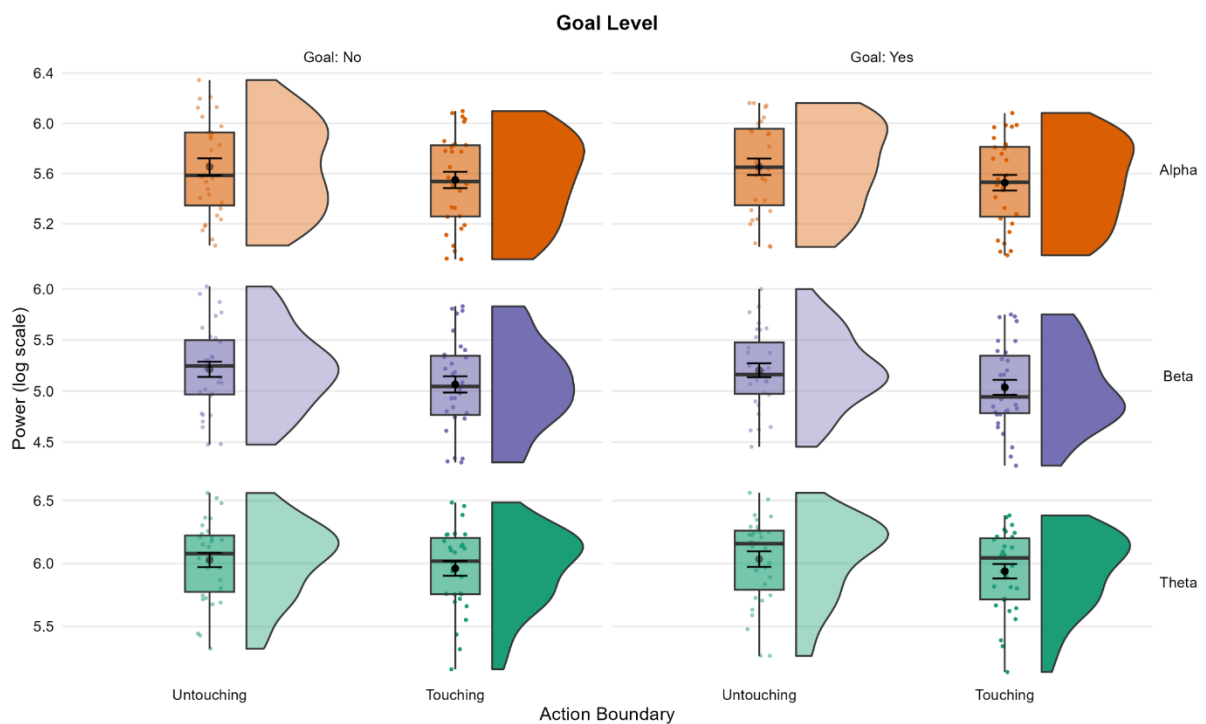 Goal Level
Goal: No
Goal: Yes
6.4
6.0
5.6
5.2
Alpha
6.0
5.5
5.0
4.5
Beta
6.5
6.0
5.5
Theta
Power (log scale)
Untouching
Touching
Untouching
Touching
Action Boundary